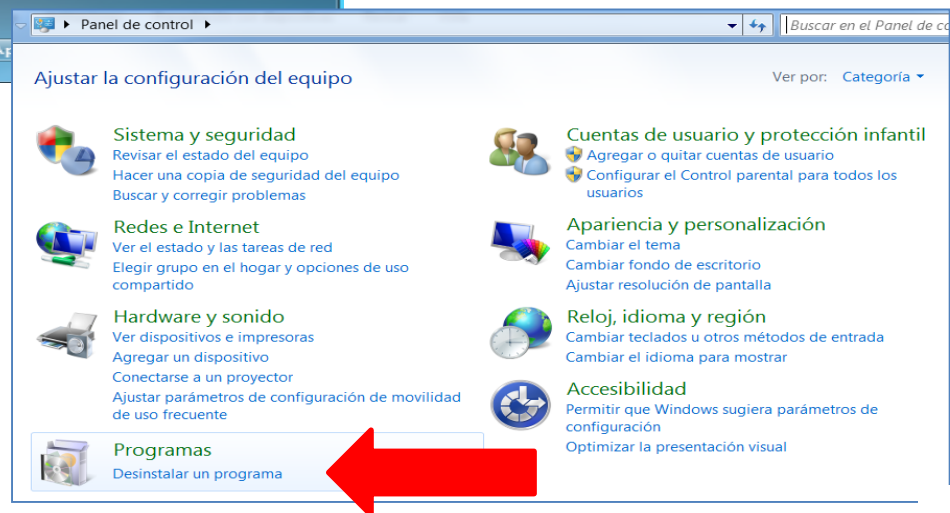 Panel de control
Buscar en el Panel de co
Ajustar la configuración del equipo
Ver por: Categoría
Sistema y seguridad
Revisar el estado del equipo
Hacer una copia de seguridad del equipo
Buscar y corregir problemas
Redes e Internet
Ver el estado y las tareas de red
Elegir grupo en el hogar y opciones de uso
compartido
Hardware y sonido
Ver dispositivos e impresoras
Agregar un dispositivo
Conectarse a un proyector
Ajustar parámetros de configuración de movilidad
de uso frecuente
Programas
Desinstalar un programa
Cuentas de usuario y protección infantil
Agregar o quitar cuentas de usuario
Configurar el Control parental para todos los
usuarios
Apariencia y personalización
Cambiar el tema
Cambiar fondo de escritorio
Ajustar resolución de pantalla
Reloj, idioma y región
Cambiar teclados u otros métodos de entrada
Cambiar el idioma para mostrar
Accesibilidad
Permitir que Windows sugiera parámetros de
configuración
Optimizar la presentación visual